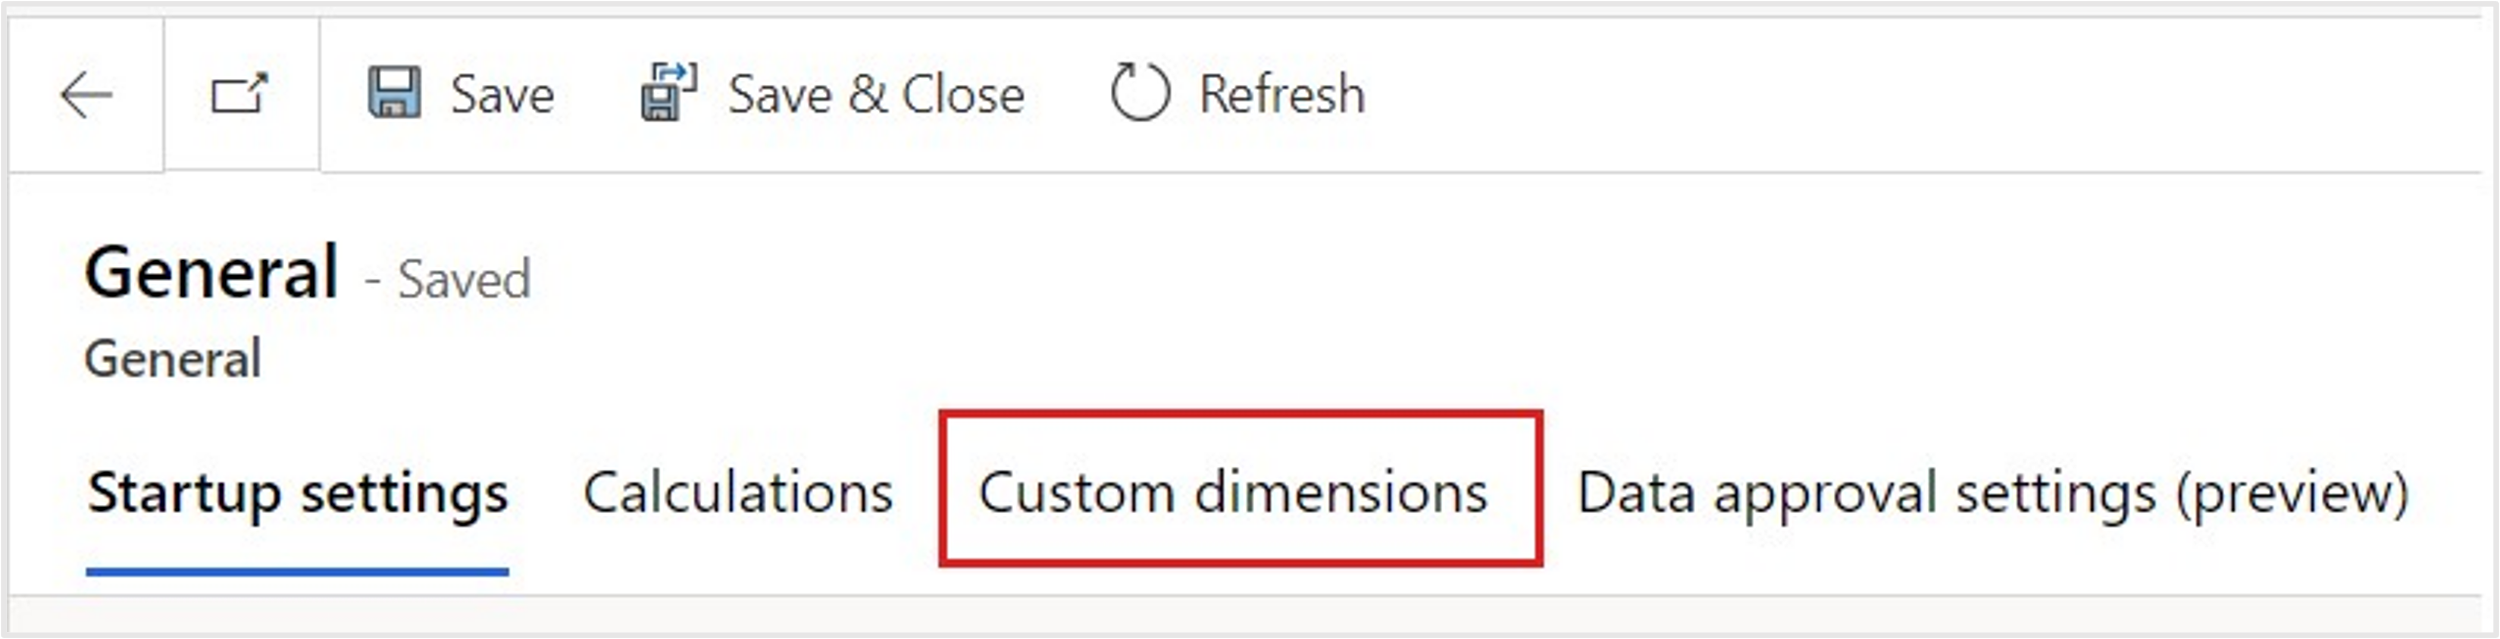 Save Save & Close Refresh
General - Saved
General
Startup settings Calculations Custom dimensions Data approval settings (preview)